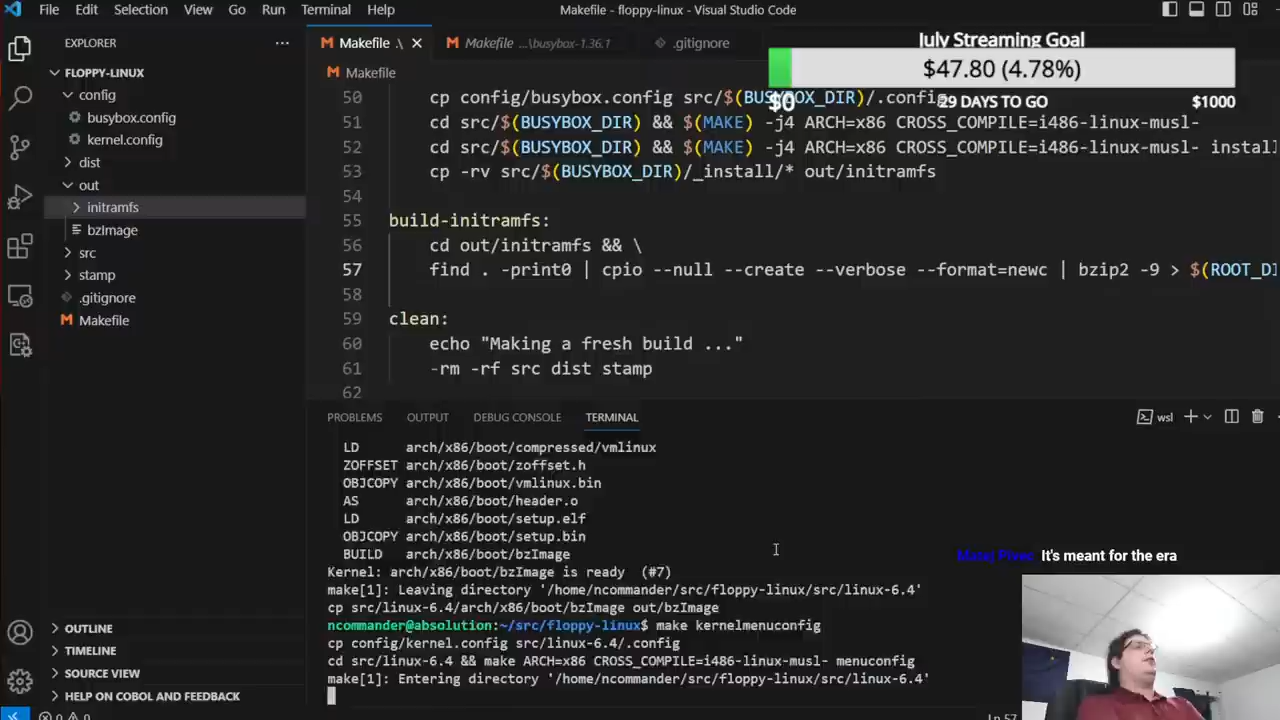 File Edit Selection View Go Run Terminal Help Makefile - floppy-linux - Visual Studio Code
EXPLORER
FLOPPY-LINUX
config
busybox.config
kernel.config
dist
out
initramfs
bzImage
src
stamp
.gitignore
Makefile
OUTLINE
TIMELINE
SOURCE VIEW
HELP ON COBOL AND FEEDBACK
Makefile .\ Makefile ...\busybox-1.36.1 .gitignore
Makefile
July Streaming Goal
$47.80 (4.78%)
$0 29 DAYS TO GO $1000
50 cp config/busybox.config src/$(BUSYBOX_DIR)/.config
51 cd src/$(BUSYBOX_DIR) && $(MAKE) -j4 ARCH=x86 CROSS_COMPILE=i486-linux-musl-
52 cd src/$(BUSYBOX_DIR) && $(MAKE) -j4 ARCH=x86 CROSS_COMPILE=i486-linux-musl- install
53 cp -rv src/$(BUSYBOX_DIR)/_install/* out/initramfs
54
55 build-initramfs:
56 cd out/initramfs && \
57 find . -print0 | cpio --null --create --verbose --format=newc | bzip2 -9 > $(ROOT_DI
58
59 clean:
60 echo "Making a fresh build ..."
61 -rm -rf src dist stamp
62
PROBLEMS OUTPUT DEBUG CONSOLE TERMINAL wsl
LD arch/x86/boot/compressed/vmlinux
ZOFFSET arch/x86/boot/zoffset.h
OBJCOPY arch/x86/boot/vmlinux.bin
AS arch/x86/boot/header.o
LD arch/x86/boot/setup.elf
OBJCOPY arch/x86/boot/setup.bin
BUILD arch/x86/boot/bzImage
Kernel: arch/x86/boot/bzImage is ready (#7)
make[1]: Leaving directory '/home/ncommander/src/floppy-linux/src/linux-6.4'
cp src/linux-6.4/arch/x86/boot/bzImage out/bzImage
ncommander@absolution:~/src/floppy-linux$ make kernelmenuconfig
cp config/kernel.config src/linux-6.4/.config
cd src/linux-6.4 && make ARCH=x86 CROSS_COMPILE=i486-linux-musl- menuconfig
make[1]: Entering directory '/home/ncommander/src/floppy-linux/src/linux-6.4'
Matej Pivec It's meant for the era
0 0 Ln 57